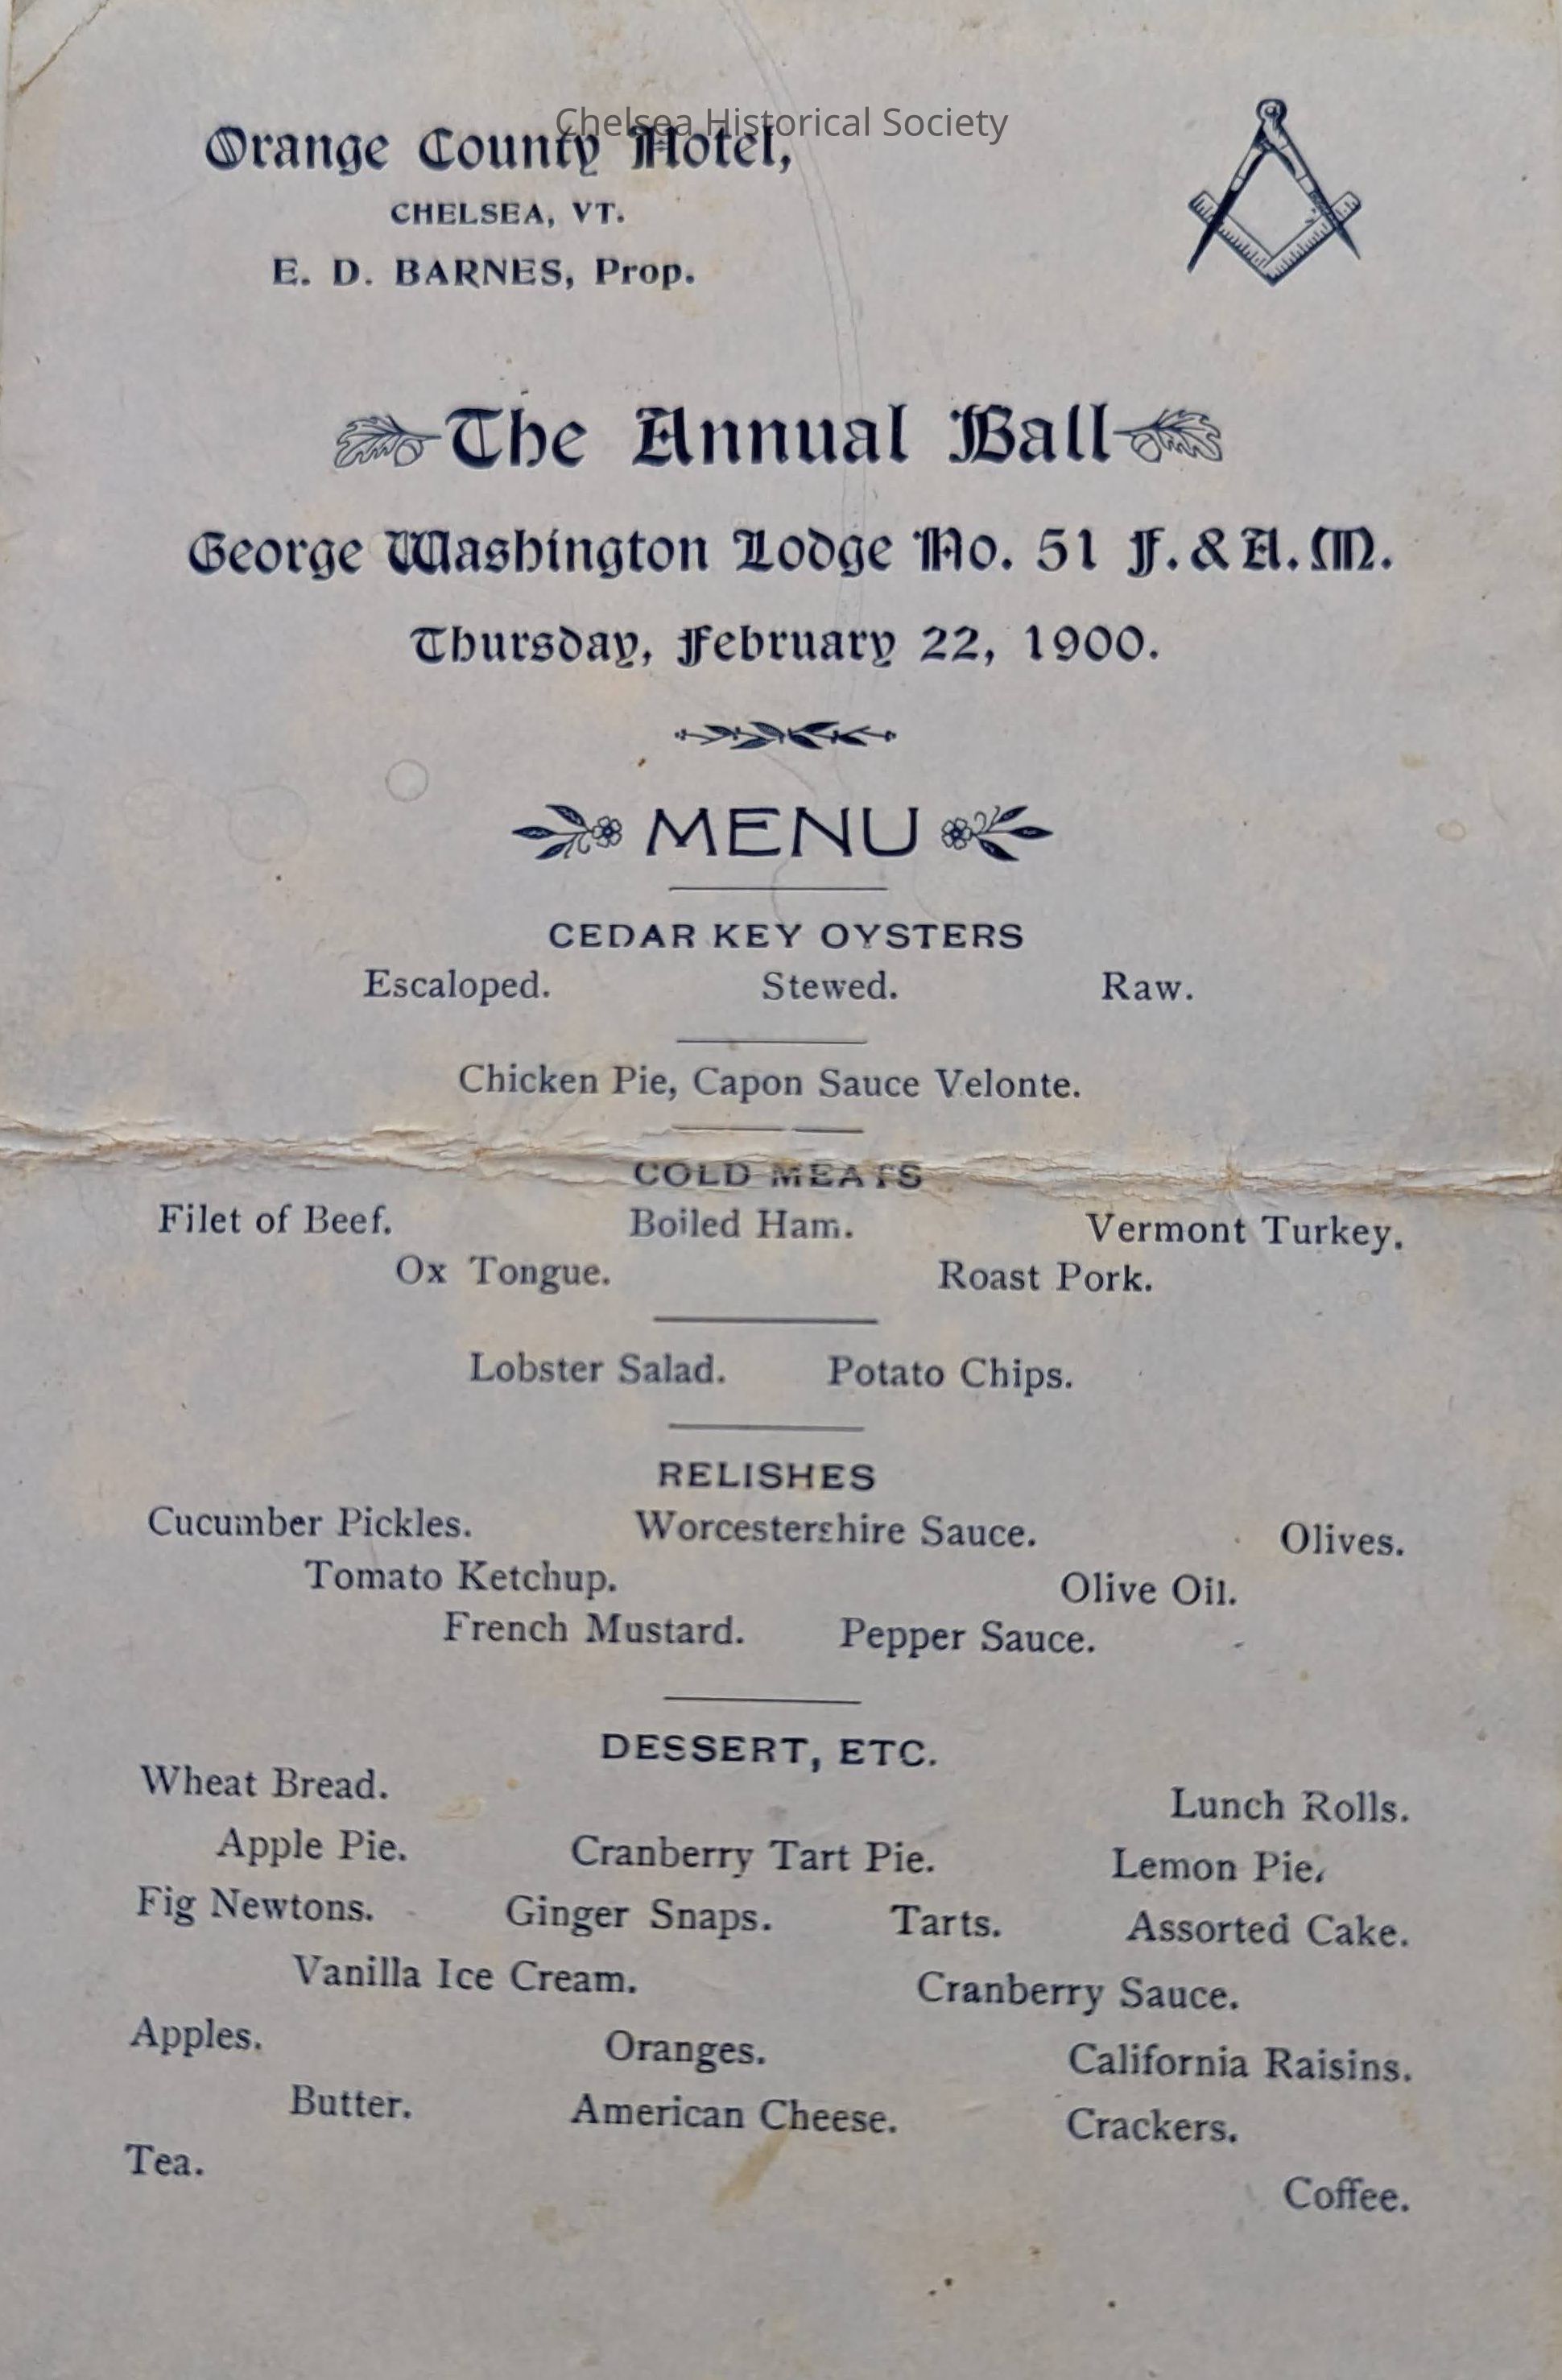 Chelsea Historical Society
Orange County Hotel,
CHELSEA, VT.
E. D. BARNES, Prop.
The Annual Ball
George Washington Lodge No. 51 F. & A. M.
Thursday, February 22, 1900.
MENU
CEDAR KEY OYSTERS
Escaloped. Stewed. Raw.
Chicken Pie, Capon Sauce Velonte.
COLD MEATS
Filet of Beef. Boiled Ham. Vermont Turkey.
Ox Tongue. Roast Pork.
Lobster Salad. Potato Chips.
RELISHES
Cucumber Pickles. Worcestershire Sauce. Olives.
Tomato Ketchup. Olive Oil.
French Mustard. Pepper Sauce.
DESSERT, ETC.
Wheat Bread. Lunch Rolls.
Apple Pie. Cranberry Tart Pie. Lemon Pie.
Fig Newtons. Ginger Snaps. Tarts. Assorted Cake.
Vanilla Ice Cream. Cranberry Sauce.
Apples. Oranges. California Raisins.
Butter. American Cheese. Crackers.
Tea. Coffee.